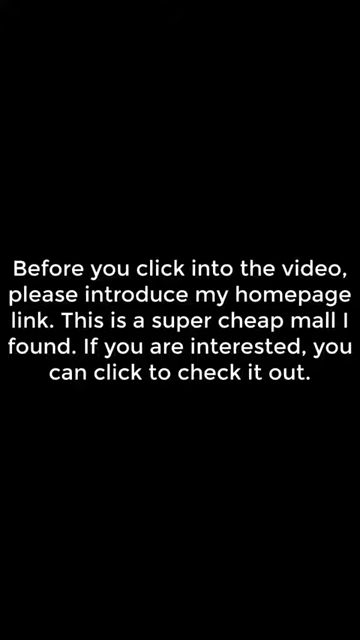 Before you click into the video,
please introduce my homepage
link. This is a super cheap mall I
found. If you are interested, you
can click to check it out.